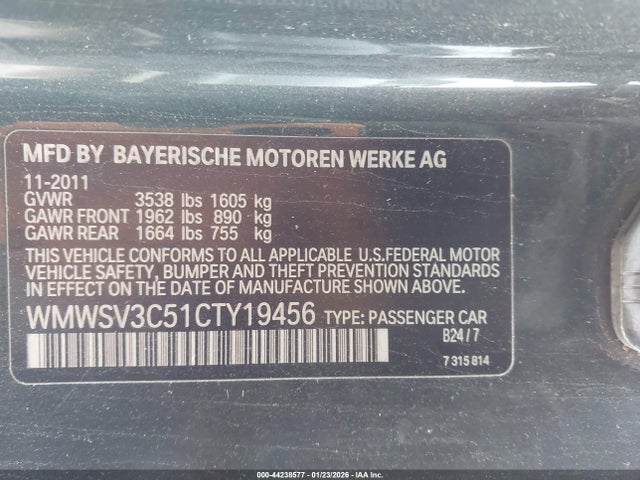 MFD BY BAYERISCHE MOTOREN WERKE AG
11-2011
GVWR 3538 lbs 1605 kg
GAWR FRONT 1962 lbs 890 kg
GAWR REAR 1664 lbs 755 kg
THIS VEHICLE CONFORMS TO ALL APPLICABLE U.S.FEDERAL MOTOR
VEHICLE SAFETY, BUMPER AND THEFT PREVENTION STANDARDS
IN EFFECT ON THE DATE OF MANUFACTURE SHOWN ABOVE.
WMWSV3C51CTY19456 TYPE: PASSENGER CAR
B24/7
7 315 814
000-44238577 - 01/23/2026 - IAA Inc.